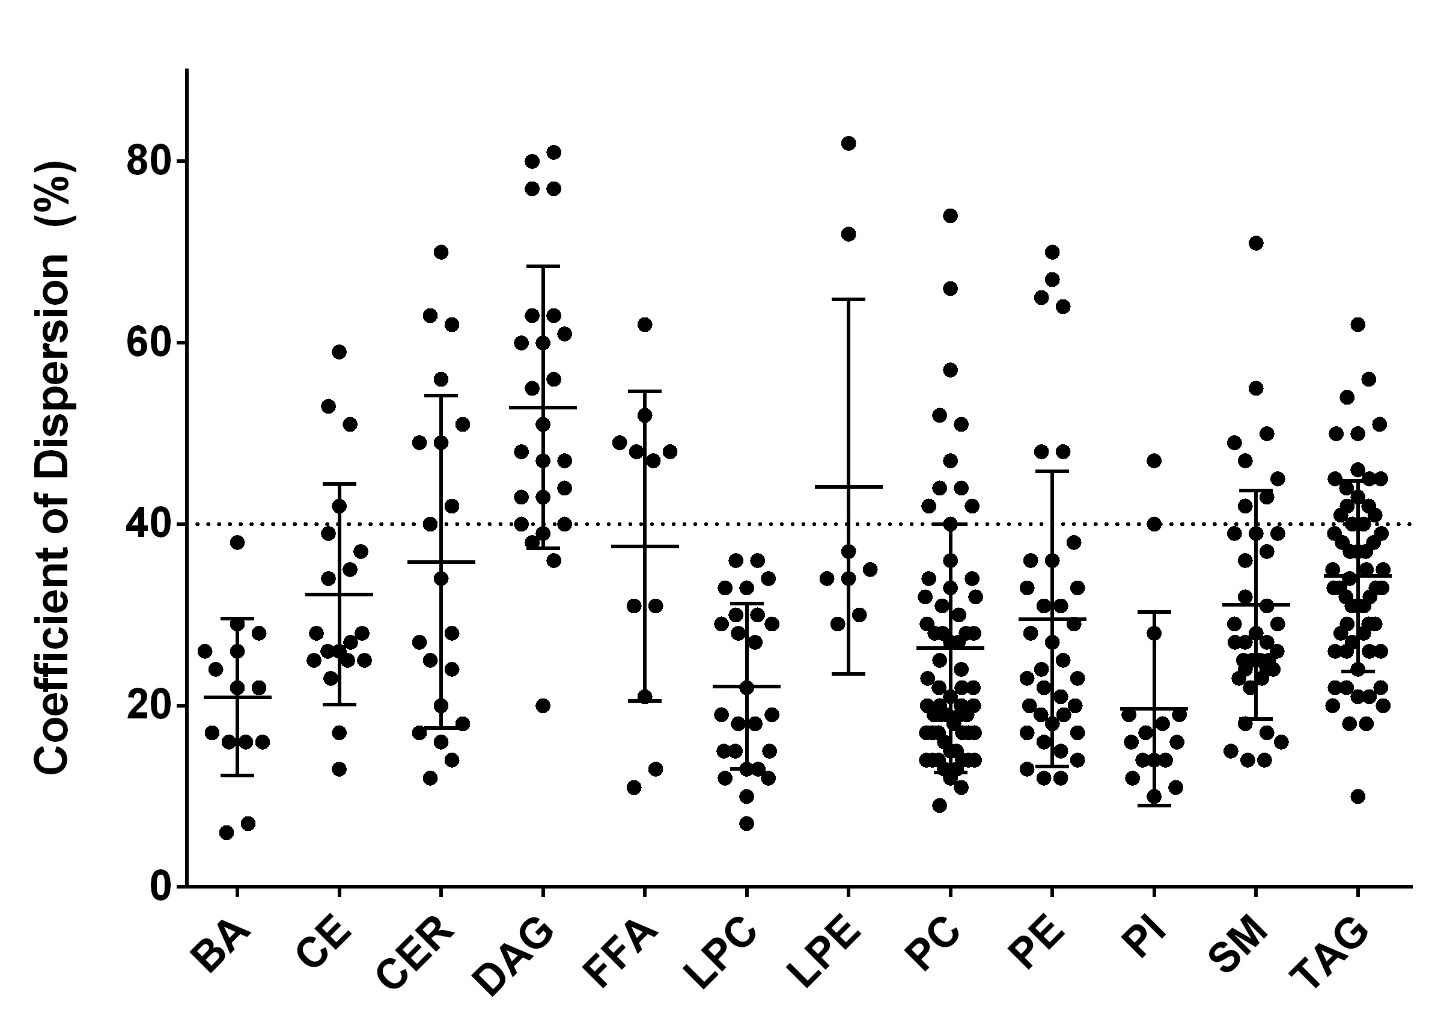 Coefficient of Dispersion (%)
80
60
40
20
0
BA CE CER DAG FFA LPC LPE PC PE PI SM TAG